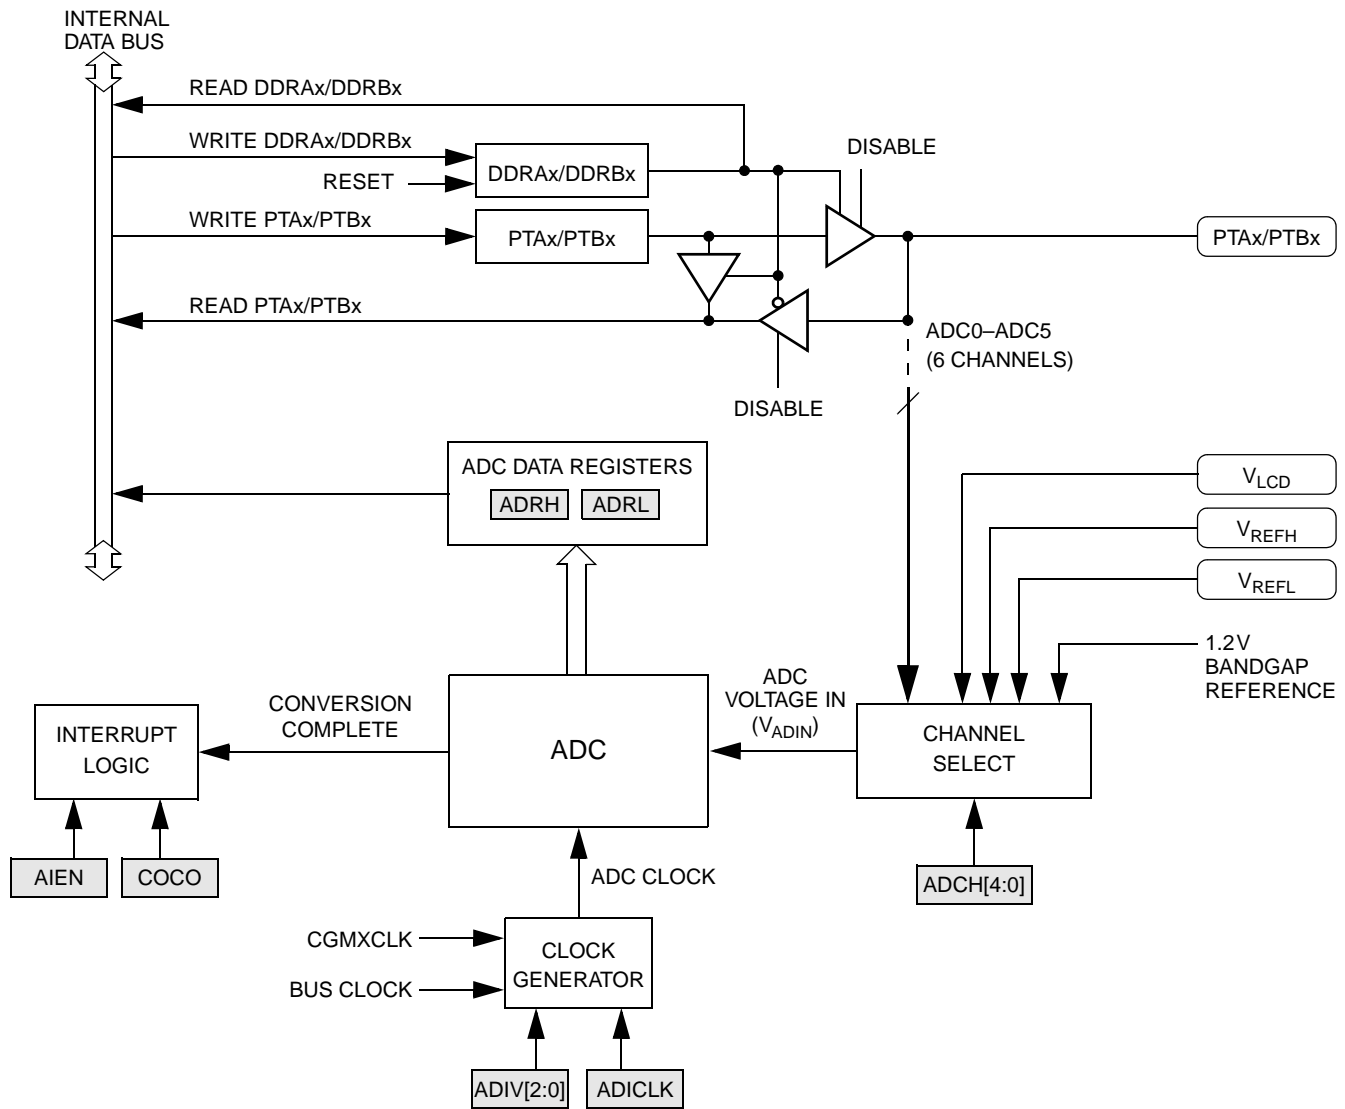 INTERNAL
DATA BUS
READ DDRAx/DDRBx
WRITE DDRAx/DDRBx
RESET
DDRAx/DDRBx
DISABLE
WRITE PTAx/PTBx
PTAx/PTBx
PTAx/PTBx
READ PTAx/PTBx
DISABLE
ADC0–ADC5
(6 CHANNELS)
ADC DATA REGISTERS
ADRH ADRL
VLCD
VREFH
VREFL
1.2V
BANDGAP
REFERENCE
ADC
VOLTAGE IN
(VADIN)
CHANNEL
SELECT
ADC
CONVERSION
COMPLETE
INTERRUPT
LOGIC
AIEN
COCO
ADCH[4:0]
ADC CLOCK
CGMXCLK
BUS CLOCK
CLOCK
GENERATOR
ADIV[2:0]
ADICLK